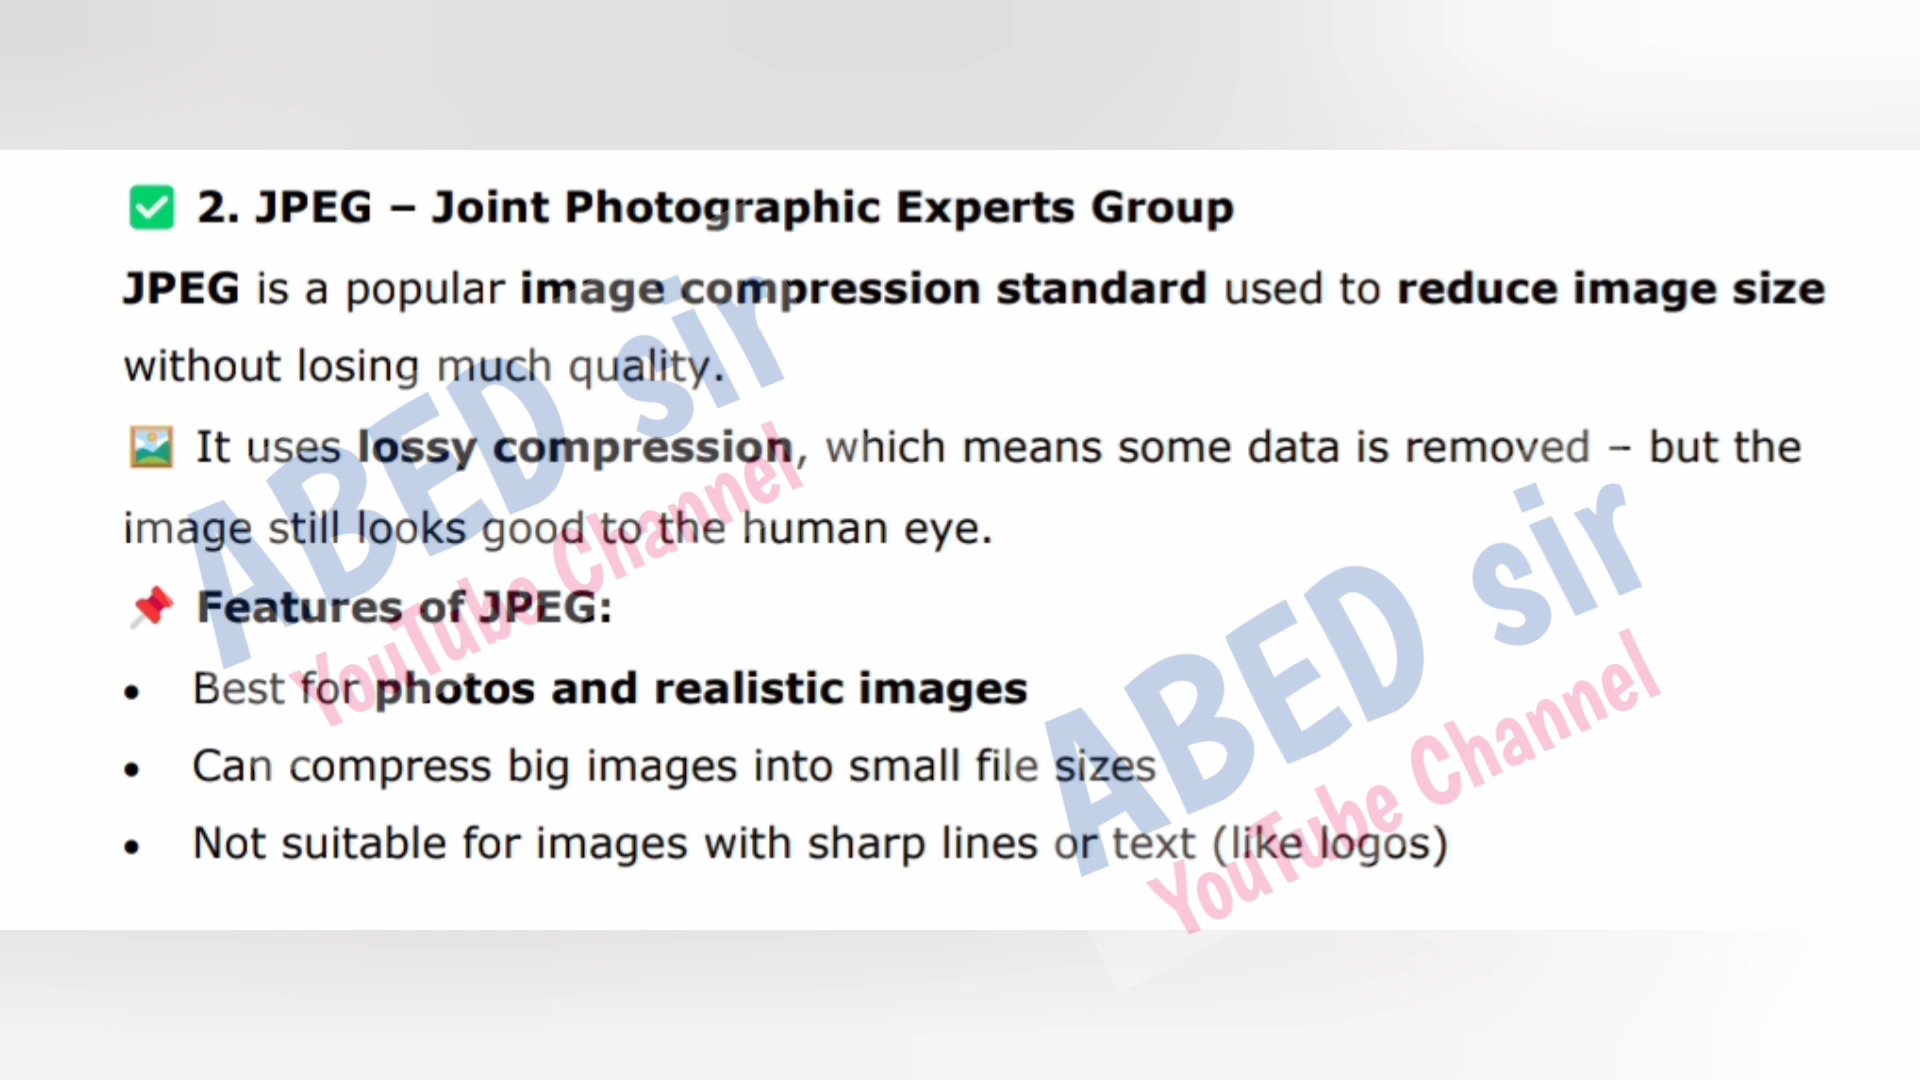 ✅ 2. JPEG – Joint Photographic Experts Group
JPEG is a popular image compression standard used to reduce image size
without losing much quality.
🖼️ It uses lossy compression, which means some data is removed – but the
image still looks good to the human eye.
📌 Features of JPEG:
• Best for photos and realistic images
• Can compress big images into small file sizes
• Not suitable for images with sharp lines or text (like logos)
ABED sir
YouTube Channel
ABED sir
YouTube Channel